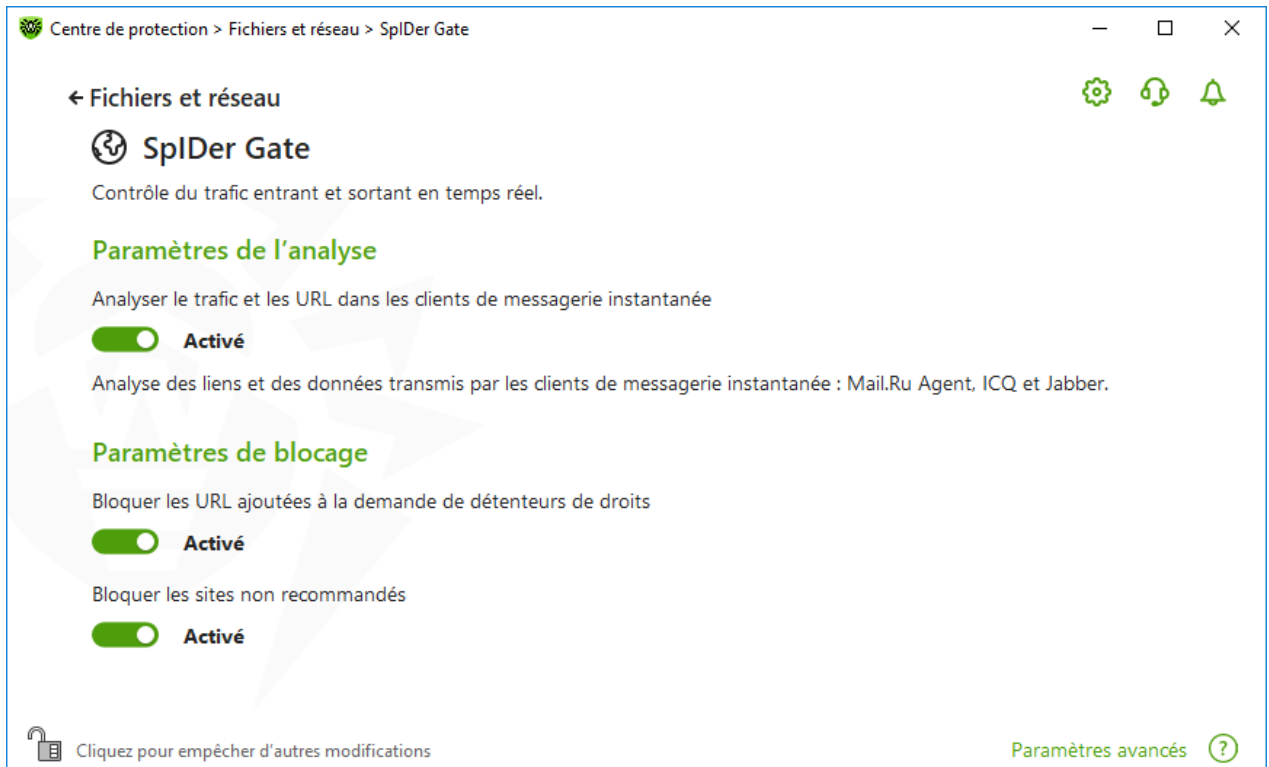 Centre de protection > Fichiers et réseau > SpIDer Gate
Fichiers et réseau
SpIDer Gate
Contrôle du trafic entrant et sortant en temps réel.
Paramètres de l’analyse
Analyser le trafic et les URL dans les clients de messagerie instantanée
Activé
Analyse des liens et des données transmis par les clients de messagerie instantanée : Mail.Ru Agent, ICQ et Jabber.
Paramètres de blocage
Bloquer les URL ajoutées à la demande de détenteurs de droits
Activé
Bloquer les sites non recommandés
Activé
Cliquez pour empêcher d’autres modifications
Paramètres avancés ?